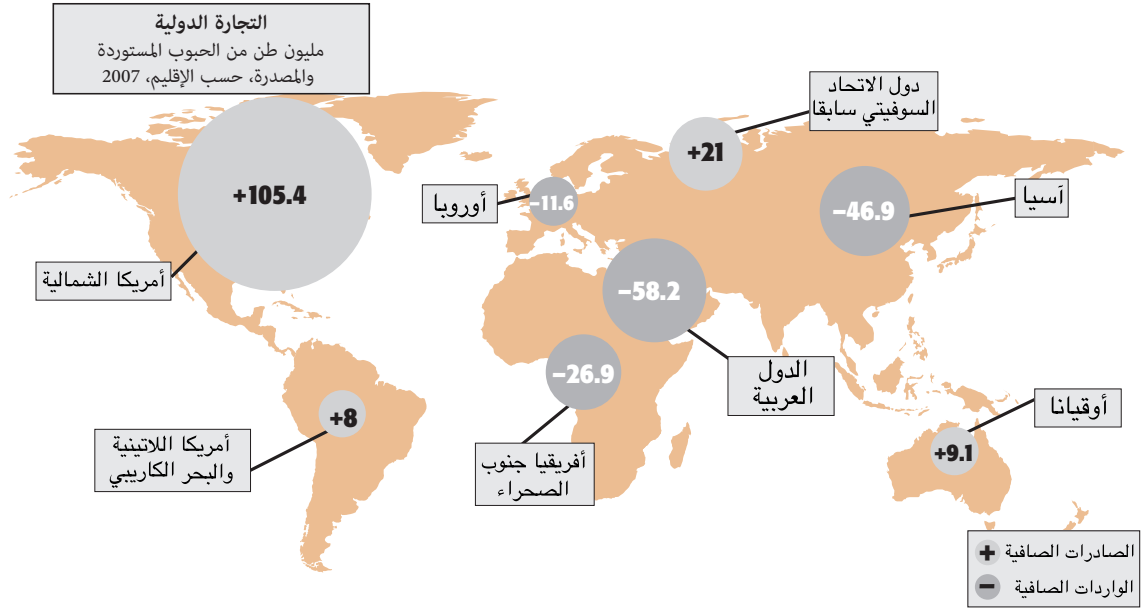 التجارة الدولية
مليون طن من الحبوب المستوردة
والمصدرة، حسب الإقليم، 2007
دول الاتحاد
السوفيتي سابقا
+21
آسيا
−46.9
أوروبا
−11.6
+105.4
أمريكا الشمالية
−58.2
الدول
العربية
−26.9
أفريقيا جنوب
الصحراء
+8
أمريكا اللاتينية
والبحر الكاريبي
أوقيانا
+9.1
+ الصادرات الصافية
− الواردات الصافية